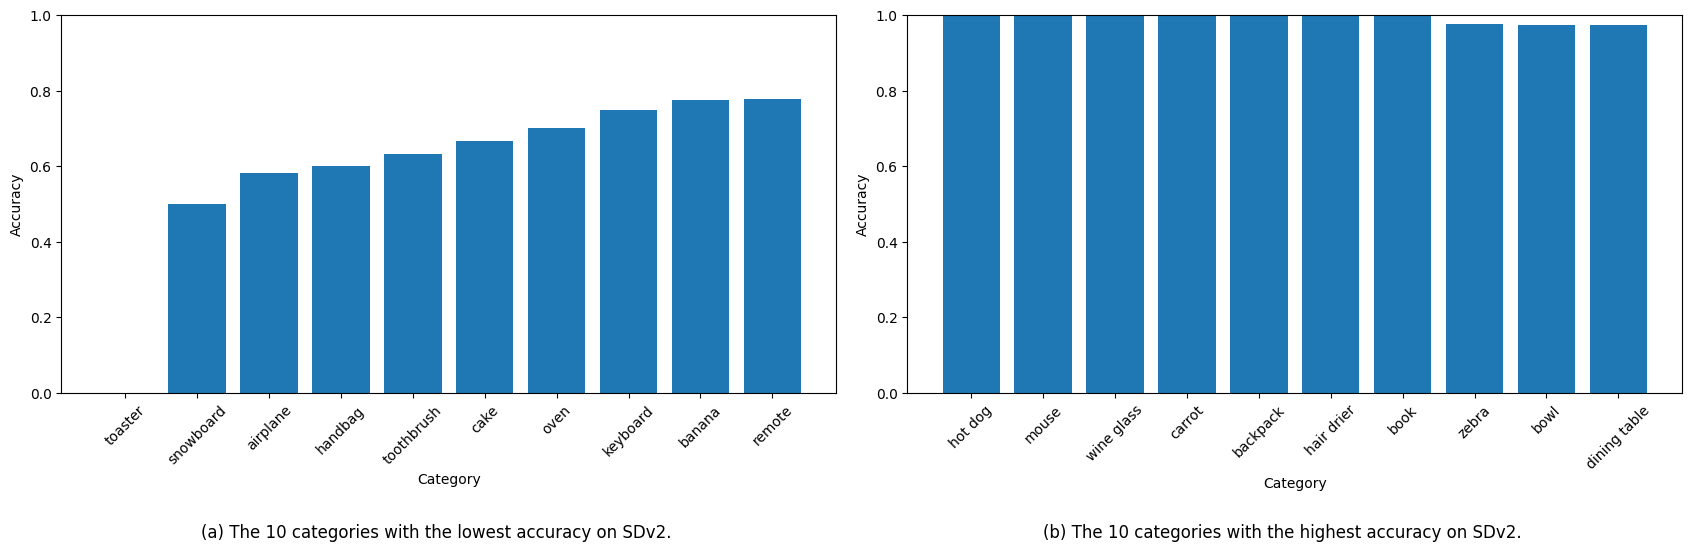 1.0
0.8
0.6
0.4
0.2
0.0
Accuracy
toaster
snowboard
airplane
handbag
toothbrush
cake
oven
keyboard
banana
remote
Category
(a) The 10 categories with the lowest accuracy on SDv2.
1.0
0.8
0.6
0.4
0.2
0.0
Accuracy
hot dog
mouse
wine glass
carrot
backpack
hair drier
book
zebra
bowl
dining table
Category
(b) The 10 categories with the highest accuracy on SDv2.